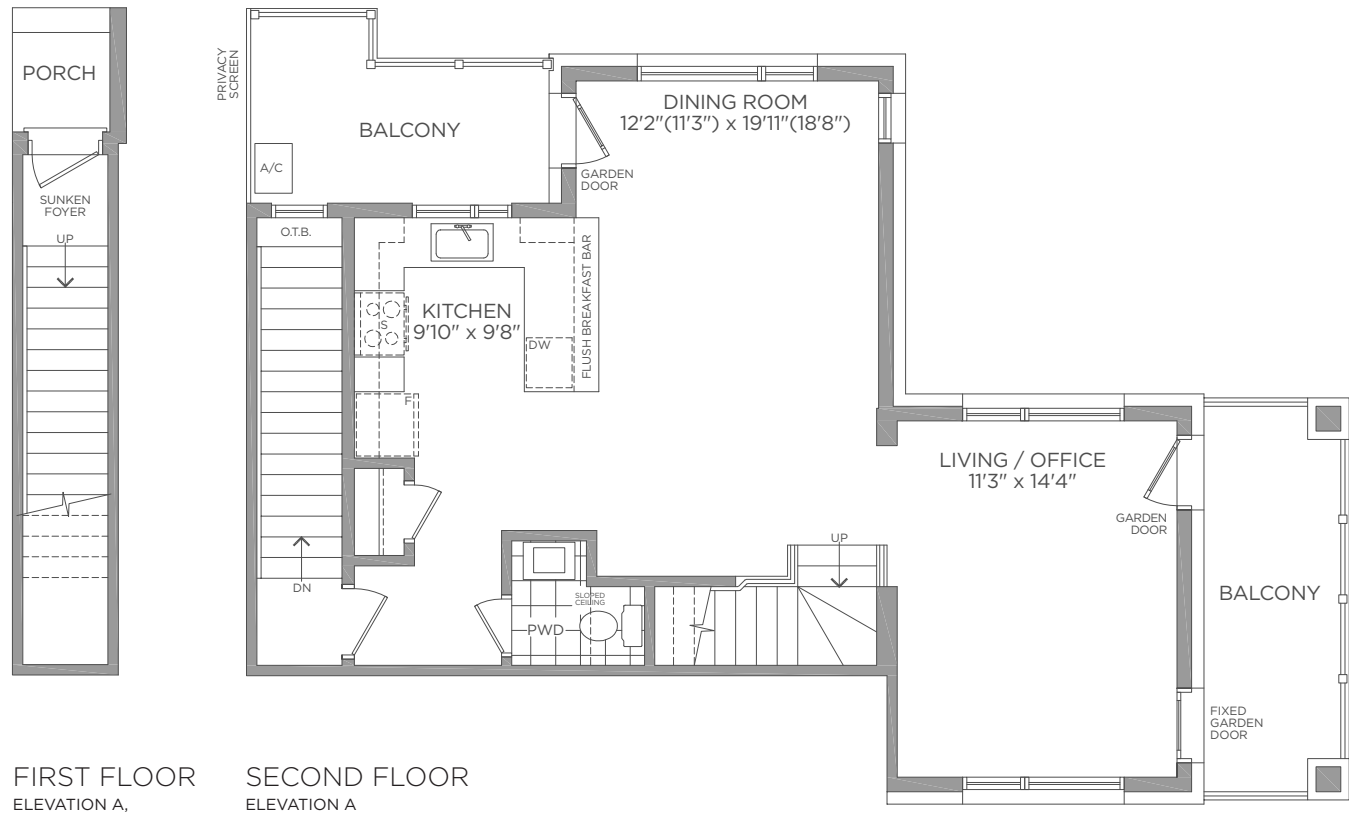 PORCH
SUNKEN
FOYER
UP
FIRST FLOOR
ELEVATION A,
PRIVACY
SCREEN
BALCONY
A/C
DINING ROOM
12'2"(11'3") x 19'11"(18'8")
GARDEN
DOOR
O.T.B.
KITCHEN
9'10" x 9'8"
S
DW
F
FLUSH BREAKFAST BAR
DN
SLOPED
CEILING
PWD
UP
LIVING / OFFICE
11'3" x 14'4"
GARDEN
DOOR
BALCONY
FIXED
GARDEN
DOOR
SECOND FLOOR
ELEVATION A